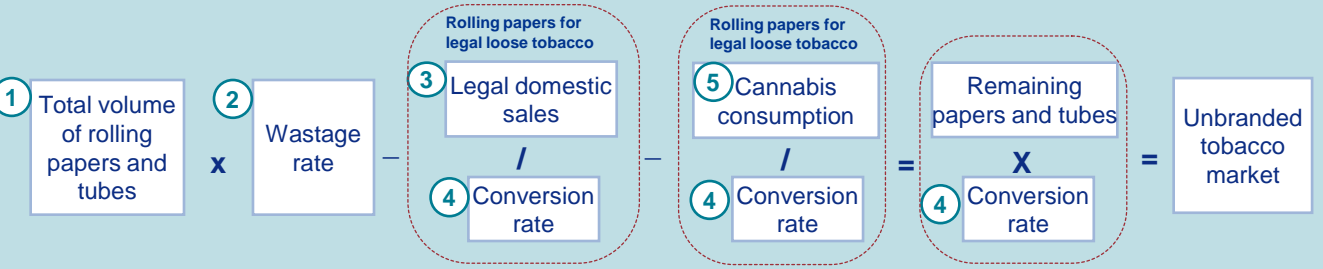 1
Total volume
of rolling
papers and
tubes
x
2
Wastage
rate
–
Rolling papers for
legal loose tobacco
3
Legal domestic
sales
/
4
Conversion
rate
–
Rolling papers for
legal loose tobacco
5
Cannabis
consumption
/
4
Conversion
rate
=
Remaining
papers and tubes
X
4
Conversion
rate
=
Unbranded
tobacco
market